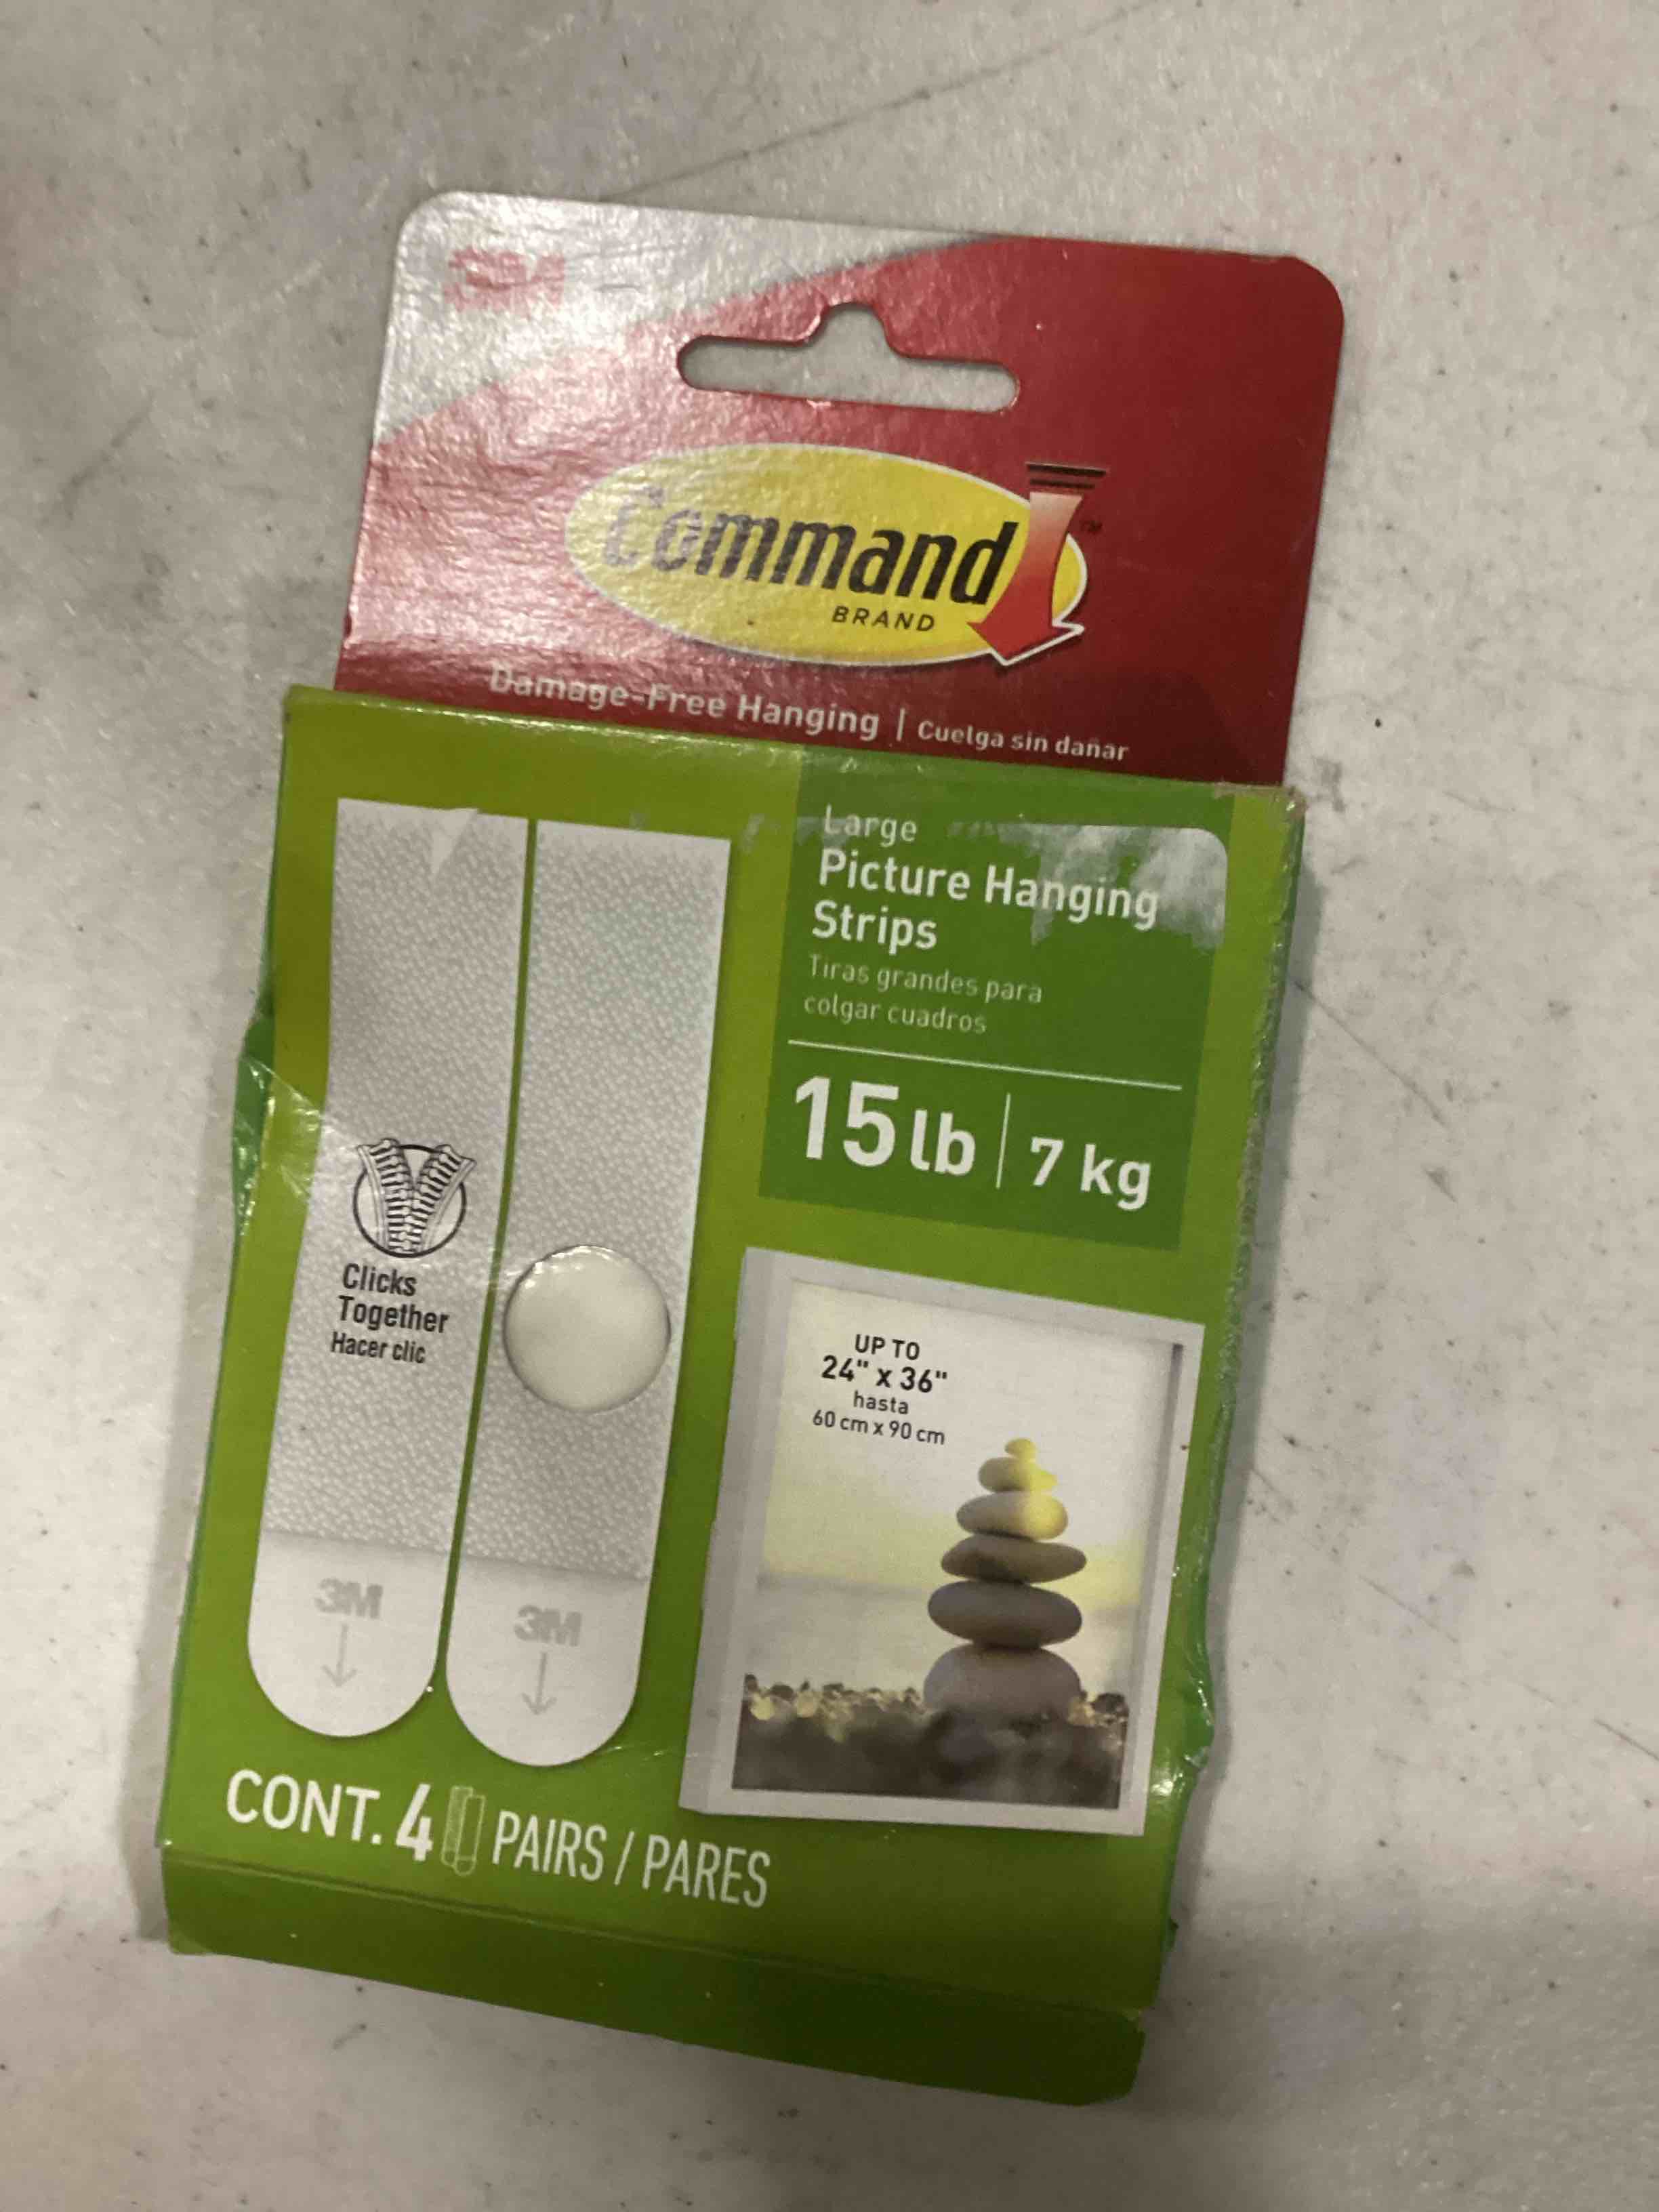 3M
Command
™
BRAND
Damage-Free Hanging | Cuelga sin dañar
Large
Picture Hanging
Strips
Tiras grandes para
colgar cuadros
15 lb | 7 kg
Clicks
Together
Hacer clic
UP TO
24" x 36"
hasta
60 cm x 90 cm
3M
3M
CONT. 4 PAIRS / PARES